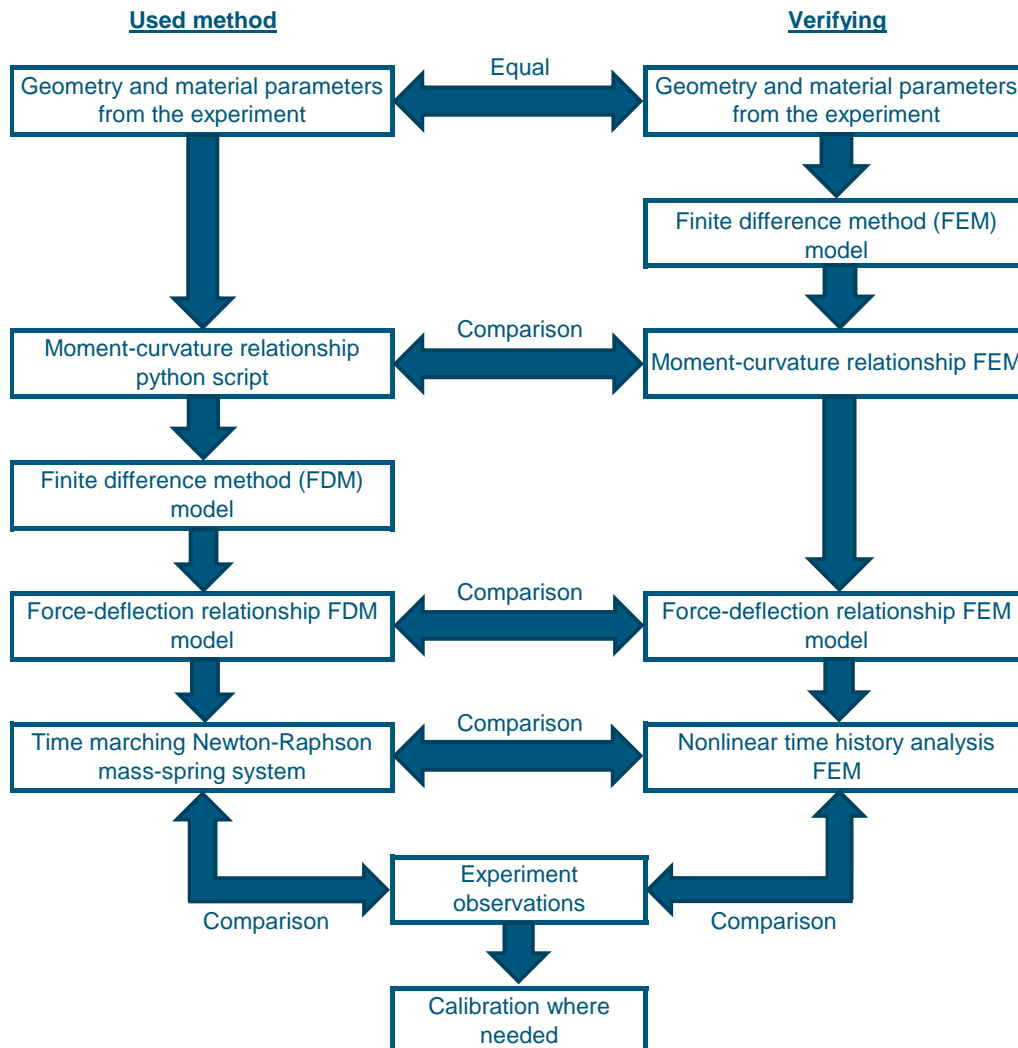 Used method
Verifying
Geometry and material parameters
from the experiment
Equal
Geometry and material parameters
from the experiment
Finite difference method (FEM)
model
Moment-curvature relationship
python script
Comparison
Moment-curvature relationship FEM
Finite difference method (FDM)
model
Force-deflection relationship FDM
model
Comparison
Force-deflection relationship FEM
model
Time marching Newton-Raphson
mass-spring system
Comparison
Nonlinear time history analysis
FEM
Experiment
observations
Comparison
Comparison
Calibration where
needed